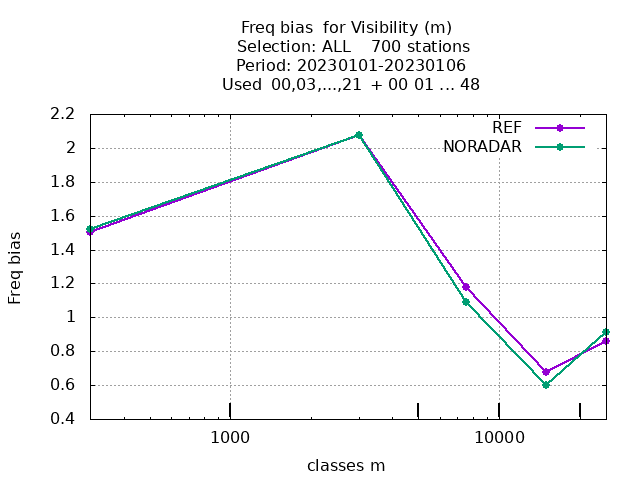 Freq bias  for Visibility (m)
Selection: ALL    700 stations
Period: 20230101-20230106
Used  00,03,...,21  + 00 01 ... 48
REF
NORADAR
2.2
2
1.8
1.6
1.4
1.2
1
0.8
0.6
0.4
Freq bias
1000
10000
classes m